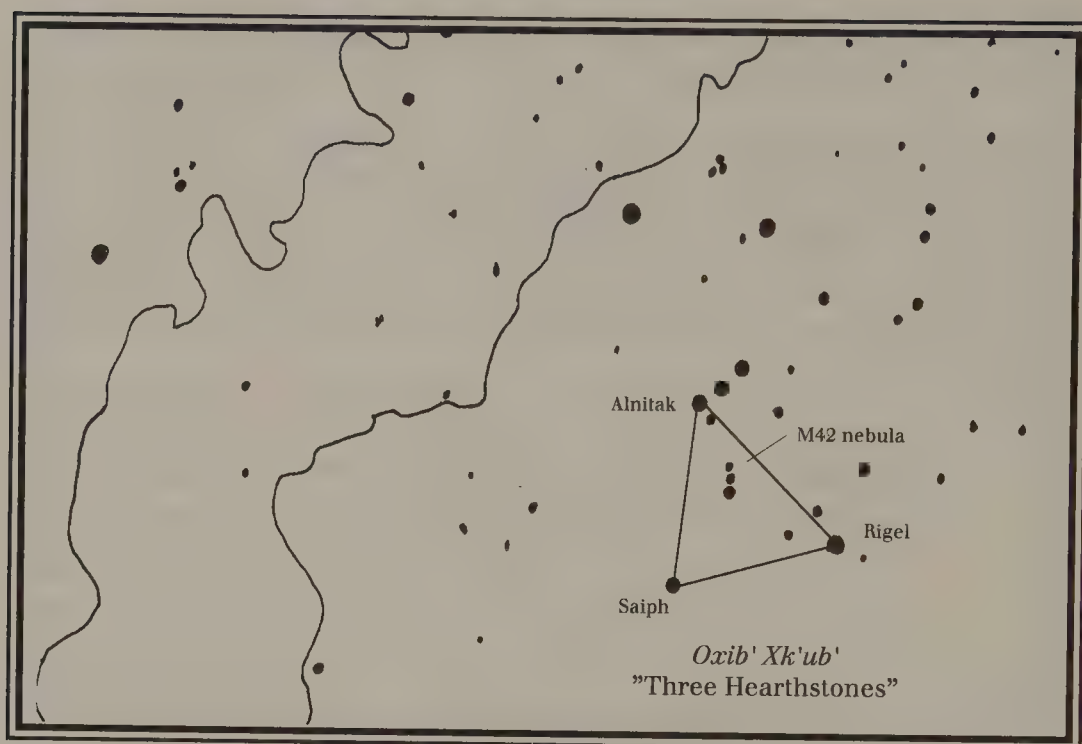 Alnitak
M42 nebula
Rigel
Saiph
Oxib' Xk'ub'
”Three Hearthstones”